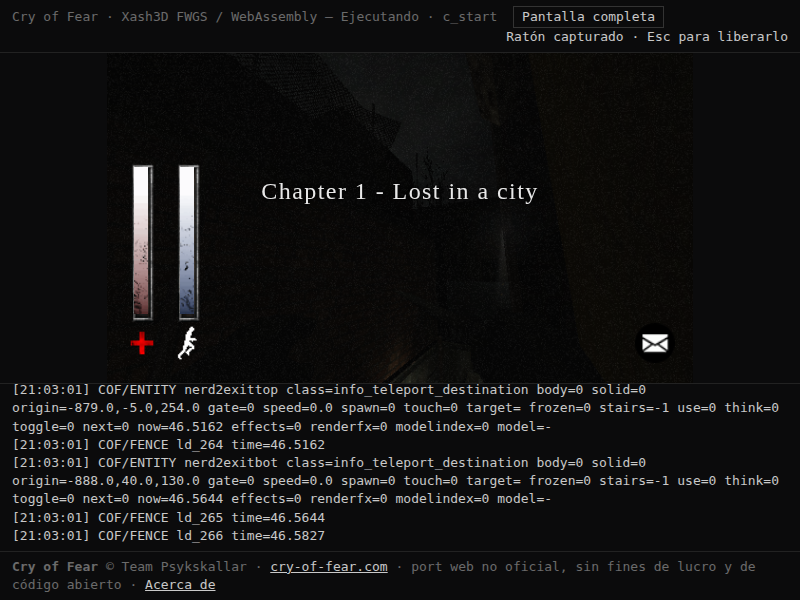 Cry of Fear · Xash3D FWGS / WebAssembly — Ejecutando · c_start Pantalla completa
Ratón capturado · Esc para liberarlo
Chapter 1 - Lost in a city
[21:03:01] COF/ENTITY nerd2exittop class=info_teleport_destination body=0 solid=0
origin=-879.0,-5.0,254.0 gate=0 speed=0.0 spawn=0 touch=0 target= frozen=0 stairs=-1 use=0 think=0
toggle=0 next=0 now=46.5162 effects=0 renderfx=0 modelindex=0 model=-
[21:03:01] COF/FENCE ld_264 time=46.5162
[21:03:01] COF/ENTITY nerd2exitbot class=info_teleport_destination body=0 solid=0
origin=-888.0,40.0,130.0 gate=0 speed=0.0 spawn=0 touch=0 target= frozen=0 stairs=-1 use=0 think=0
toggle=0 next=0 now=46.5644 effects=0 renderfx=0 modelindex=0 model=-
[21:03:01] COF/FENCE ld_265 time=46.5644
[21:03:01] COF/FENCE ld_266 time=46.5827
Cry of Fear © Team Psykskallar · cry-of-fear.com · port web no oficial, sin fines de lucro y de
código abierto · Acerca de